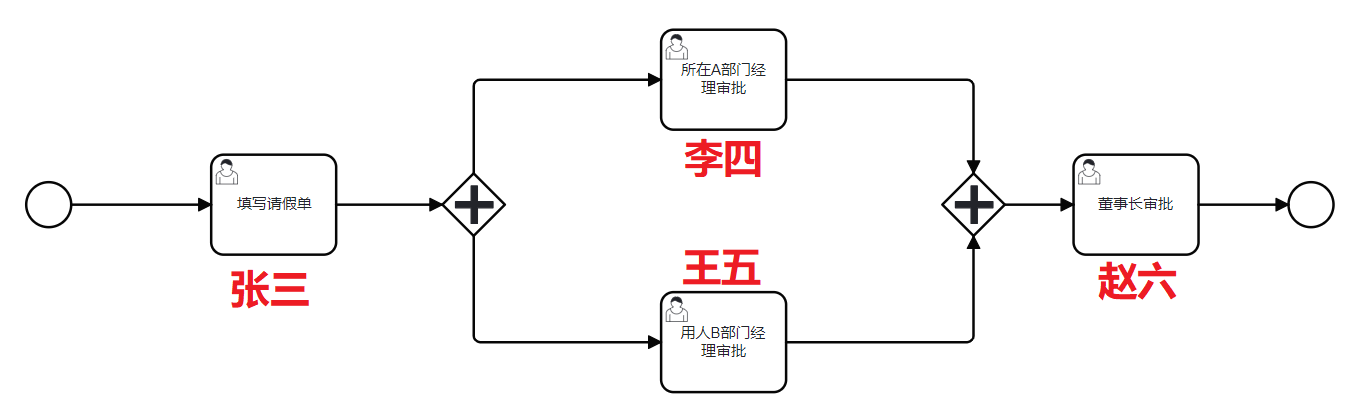 填写请假单
张三
所在A部门经
理审批
李四
王五
用人B部门经
理审批
董事长审批
赵六